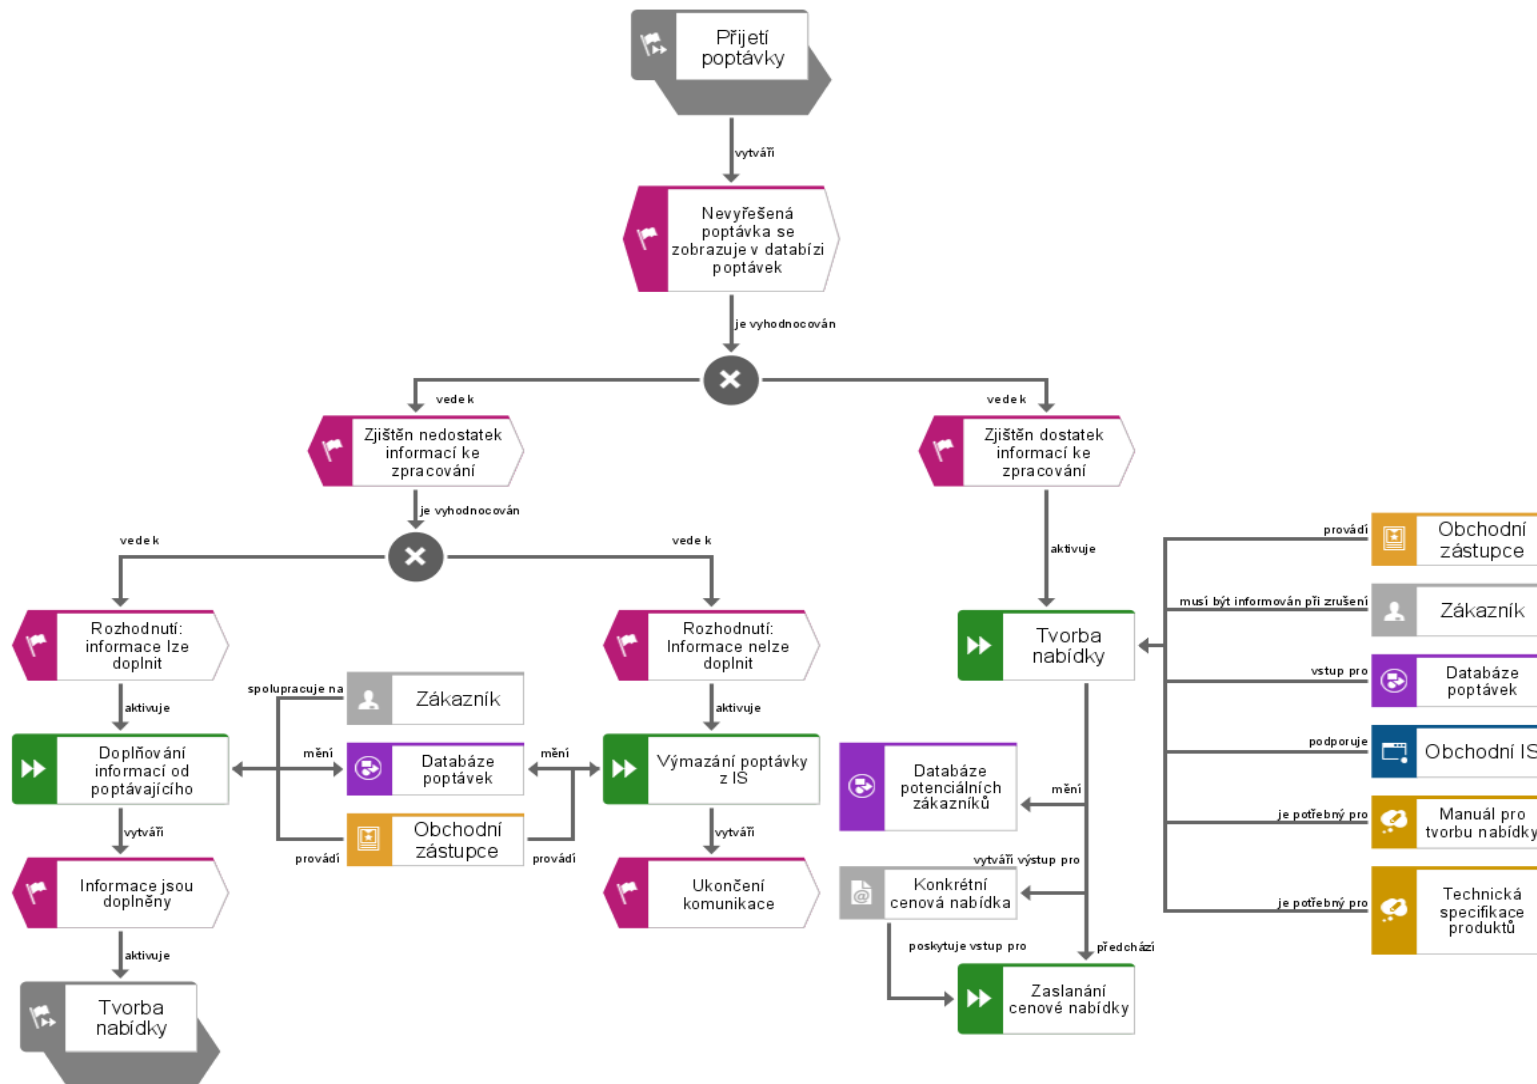 Přijetí
poptávky
vytváří
Nevyřešená
poptávka se
zobrazuje v databízi
poptávek
je vyhodnocován
vede k
vede k
Zjištěn nedostatek
informací ke
zpracování
Zjištěn dostatek
informací ke
zpracování
je vyhodnocován
vede k
vede k
aktivuje
Rozhodnutí:
informace lze
doplnit
Rozhodnutí:
Informace nelze
doplnit
Tvorba
nabídky
provádí
Obchodní
zástupce
musí být informován při zrušení
Zákazník
vstup pro
Databáze
poptávek
podporuje
Obchodní IS
je potřebný pro
Manuál pro
tvorbu nabídky
je potřebný pro
Technická
specifikace
produktů
aktivuje
spolupracuje na
Zákazník
aktivuje
Doplňování
informací od
poptávajícího
mění
Databáze
poptávek
mění
Výmazání poptávky
z IS
provádí
Obchodní
zástupce
provádí
Databáze
potenciálních
zákazníků
mění
vytváří
vytváří
vytváří výstup pro
Informace jsou
doplněny
Ukončení
komunikace
Konkrétní
cenová nabídka
poskytuje vstup pro
předchází
aktivuje
Tvorba
nabídky
Zaslanání
cenové nabídky